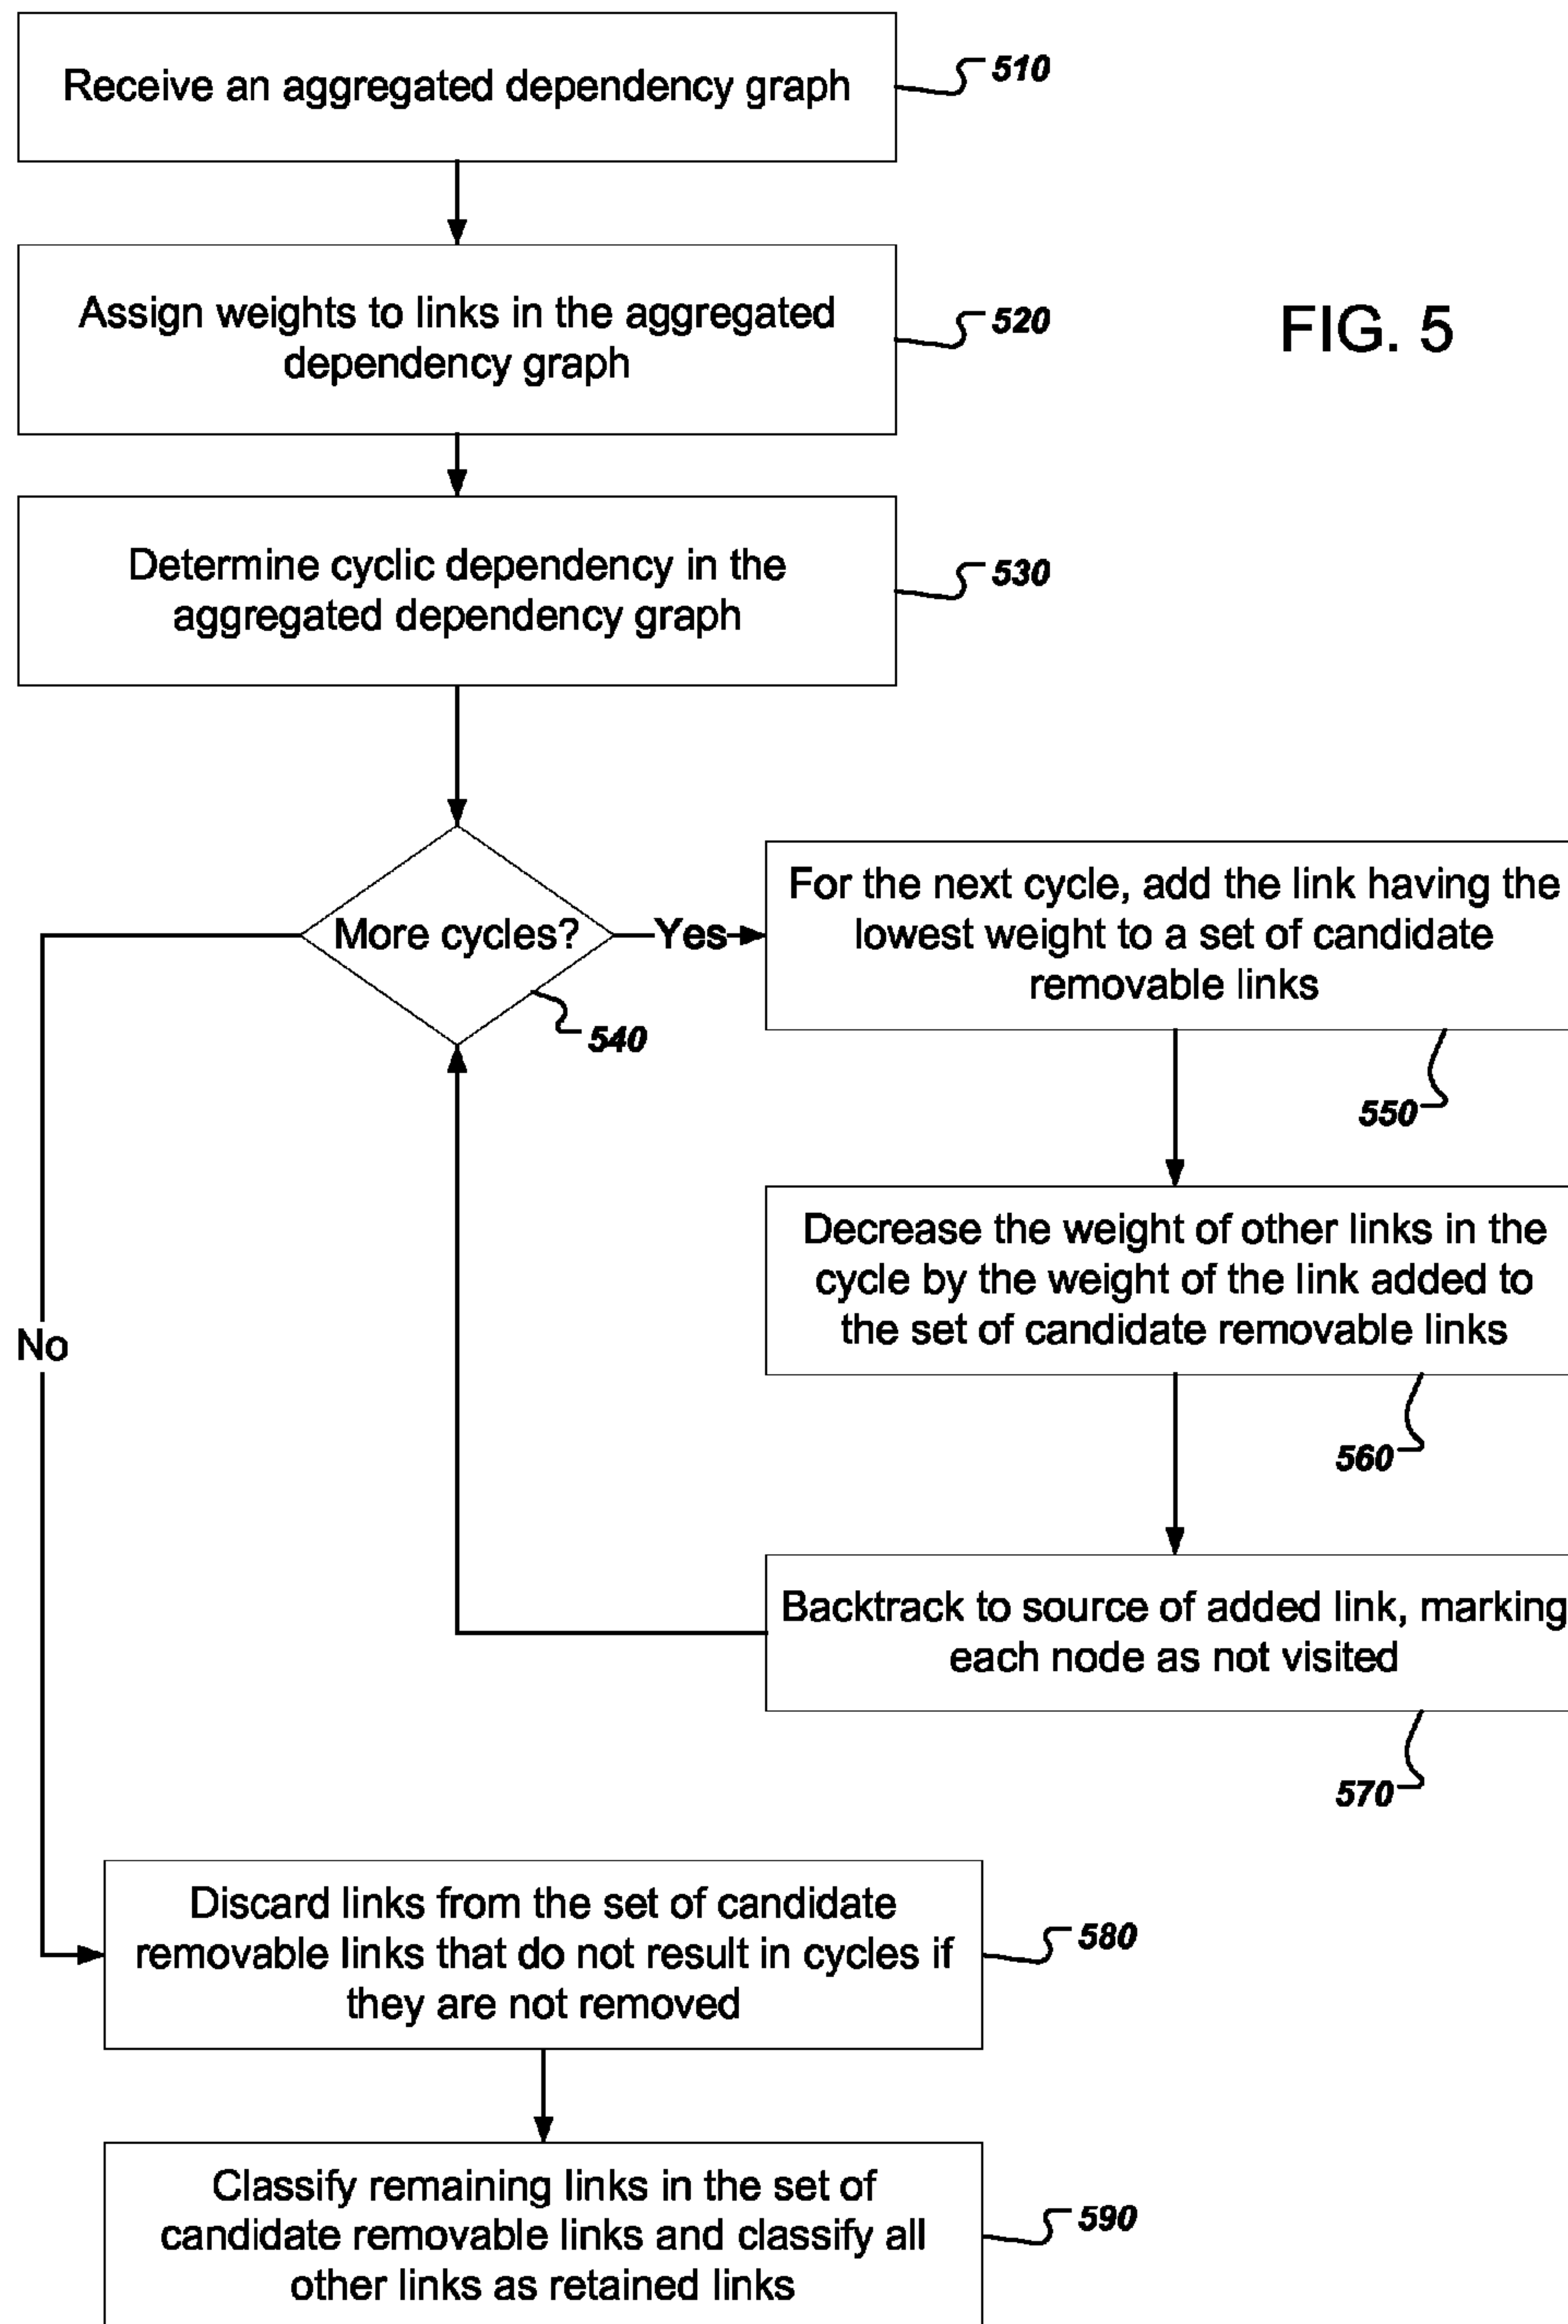 Receive an aggregated dependency graph
510
Assign weights to links in the aggregated
dependency graph
520
FIG. 5
Determine cyclic dependency in the
aggregated dependency graph
530
More cycles?
Yes
540
For the next cycle, add the link having the
lowest weight to a set of candidate
removable links
550
Decrease the weight of other links in the
cycle by the weight of the link added to
the set of candidate removable links
560
No
Backtrack to source of added link, marking
each node as not visited
570
Discard links from the set of candidate
removable links that do not result in cycles if
they are not removed
580
Classify remaining links in the set of
candidate removable links and classify all
other links as retained links
590